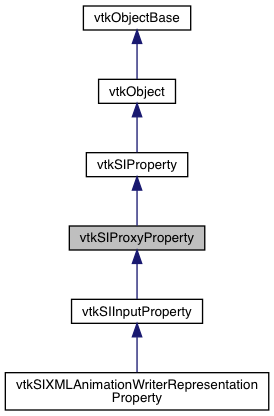 vtkObjectBase
vtkObject
vtkSIProperty
vtkSIProxyProperty
vtkSIInputProperty
vtkSIXMLAnimationWriterRepresentation
Property